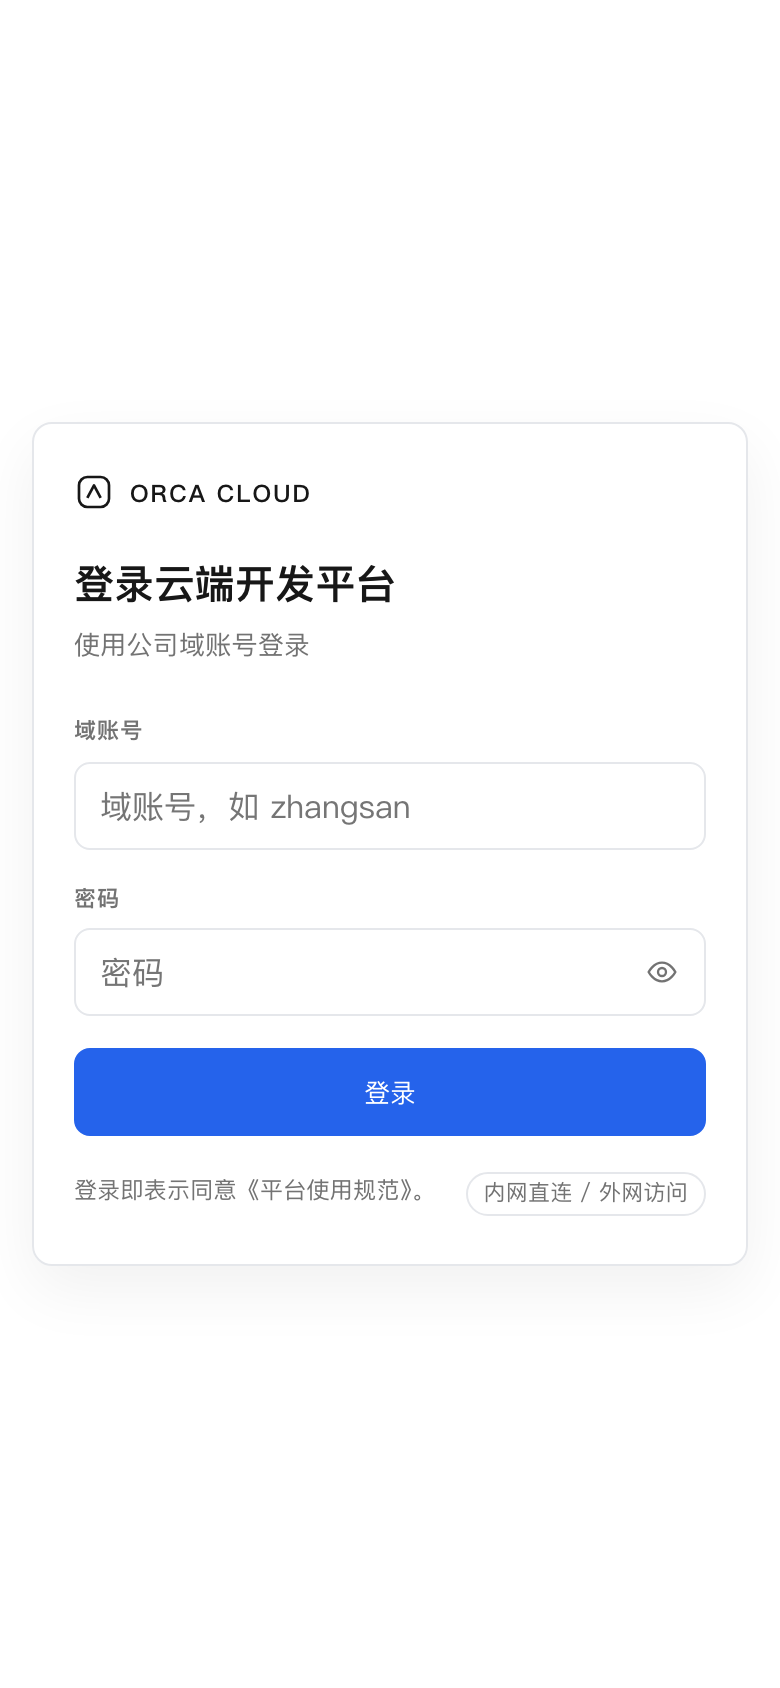 ORCA CLOUD
登录云端开发平台
使用公司域账号登录
域账号
域账号，如 zhangsan
密码
密码
登录
登录即表示同意《平台使用规范》。
内网直连 / 外网访问